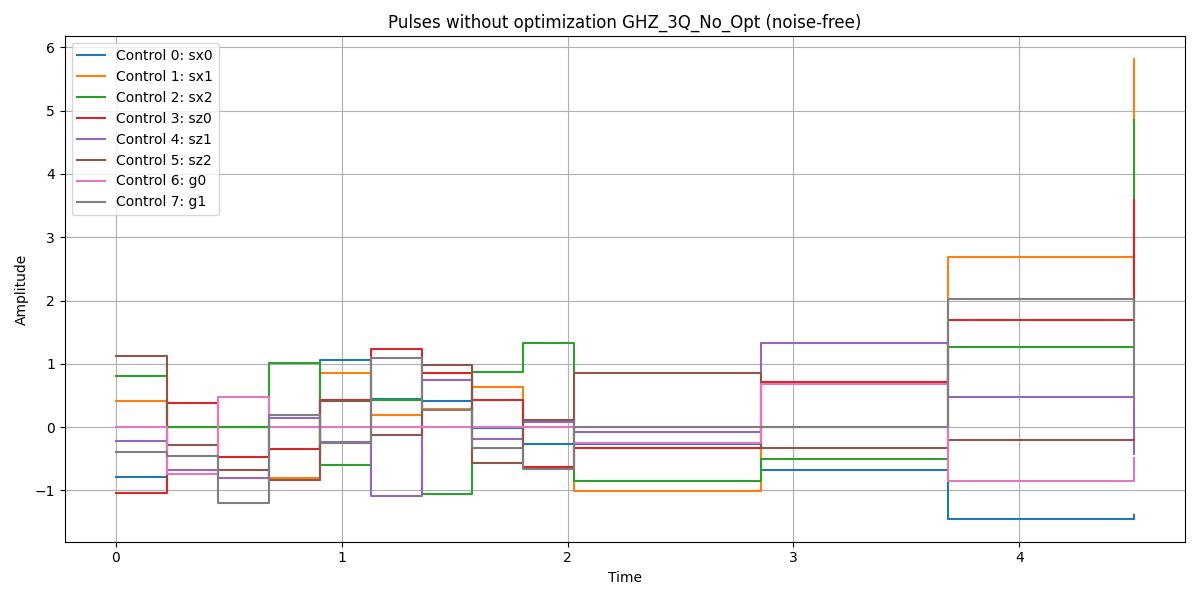 Pulses without optimization GHZ_3Q_No_Opt (noise-free)
Control 0: sx0
Control 1: sx1
Control 2: sx2
Control 3: sz0
Control 4: sz1
Control 5: sz2
Control 6: g0
Control 7: g1
Amplitude
6
5
4
3
2
1
0
−1
0 1 2 3 4
Time